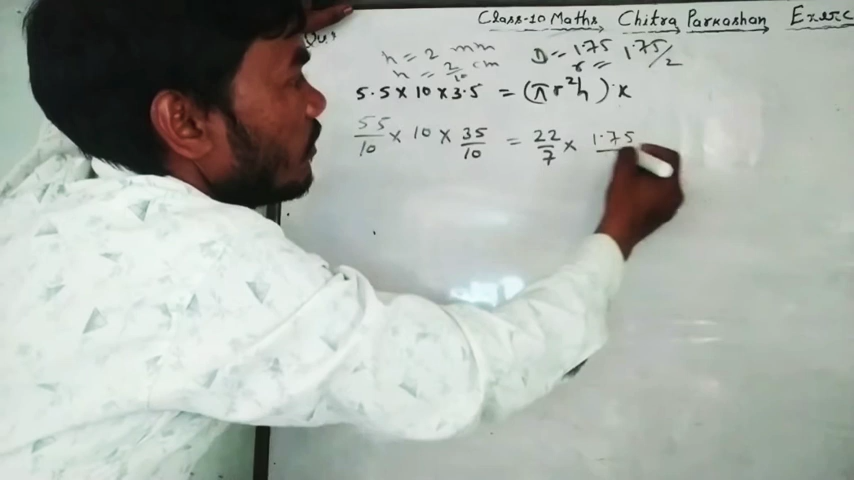 Class-10 Maths, Chitra Parkashan Exerc
Qu.
h = 2 mm D = 1.75
h = 2/10 cm r = 1.75/2
5.5 x 10 x 3.5 = (πr²h)·x
55/10 x 10 x 35/10 = 22/7 x 1.75